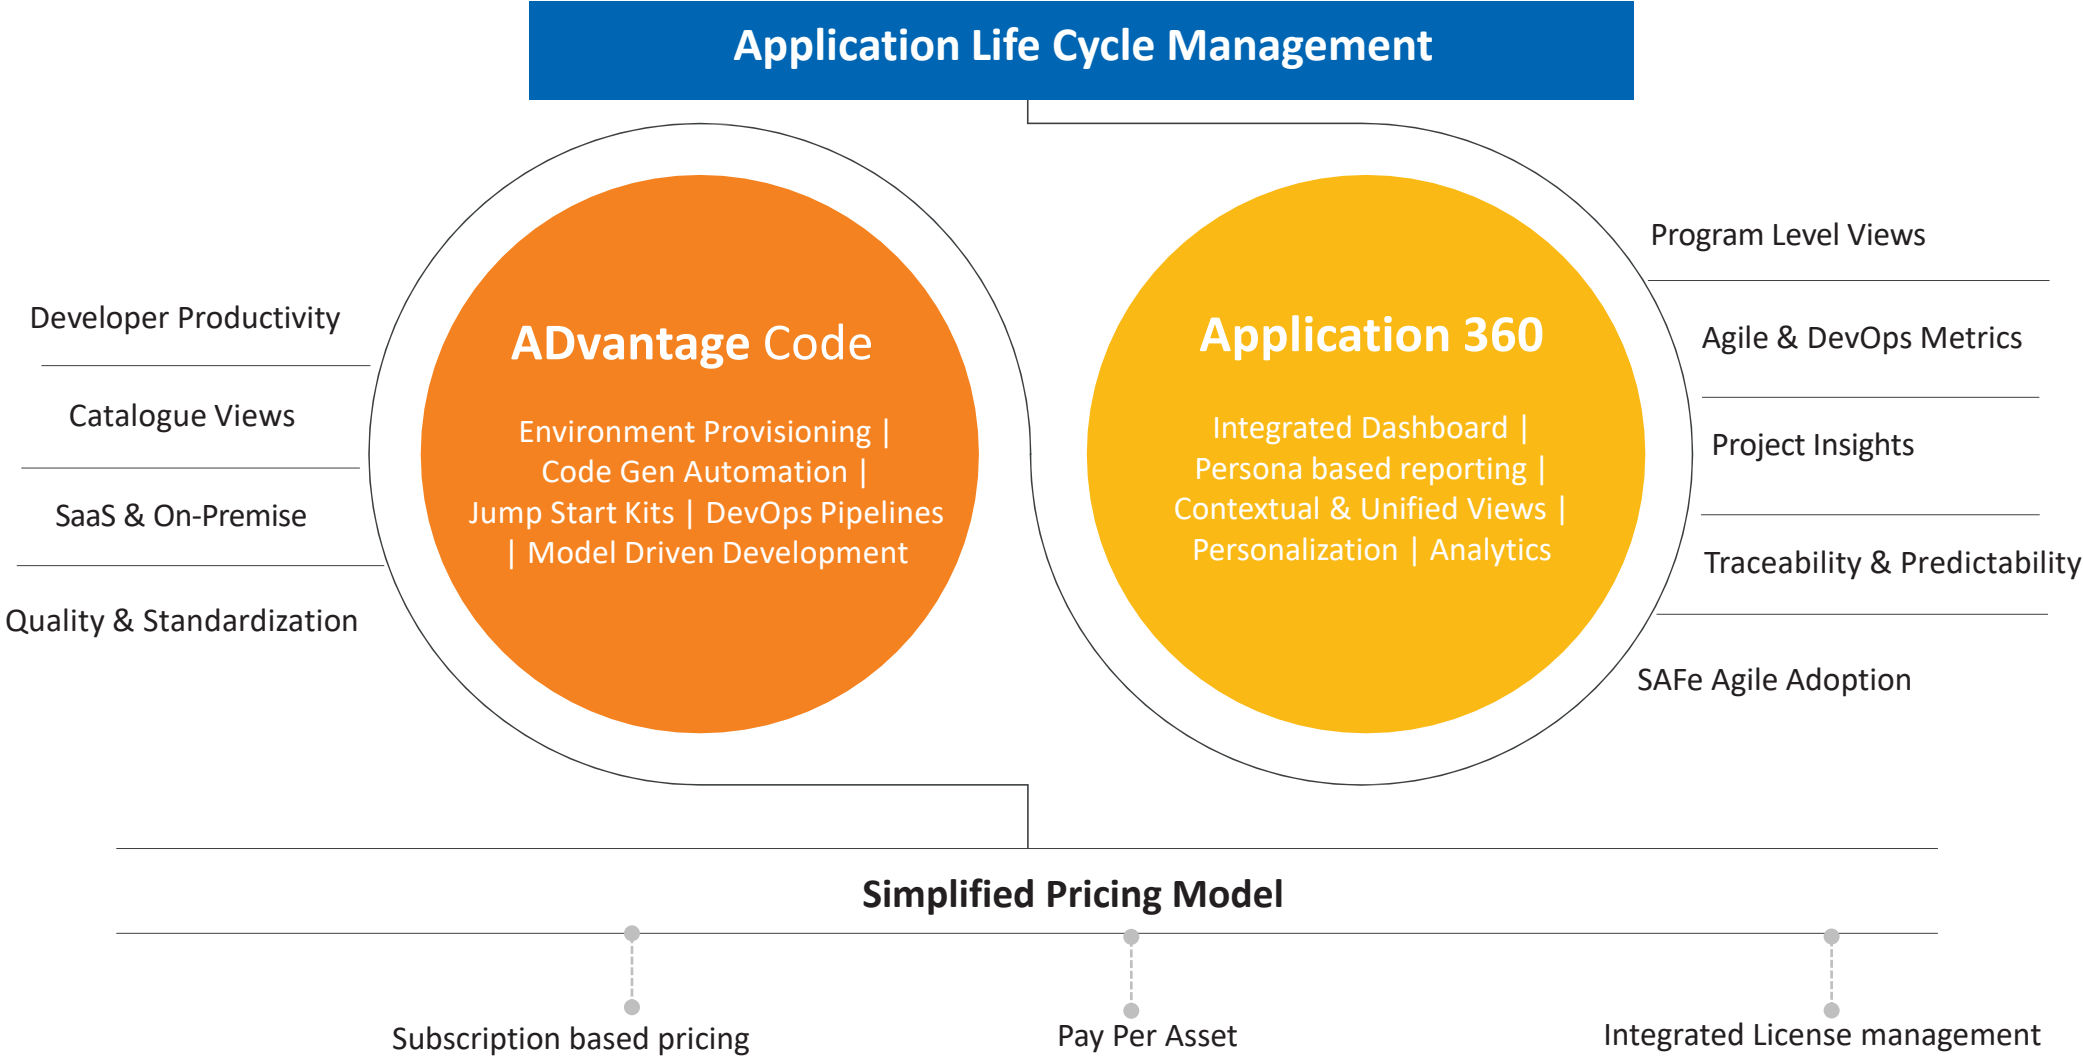 Application Life Cycle Management
Developer Productivity
Catalogue Views
SaaS & On-Premise
Quality & Standardization
ADvantage Code
Environment Provisioning |
Code Gen Automation |
Jump Start Kits | DevOps Pipelines
| Model Driven Development
Application 360
Integrated Dashboard |
Persona based reporting |
Contextual & Unified Views |
Personalization | Analytics
Program Level Views
Agile & DevOps Metrics
Project Insights
Traceability & Predictability
SAFe Agile Adoption
Simplified Pricing Model
Subscription based pricing
Pay Per Asset
Integrated License management